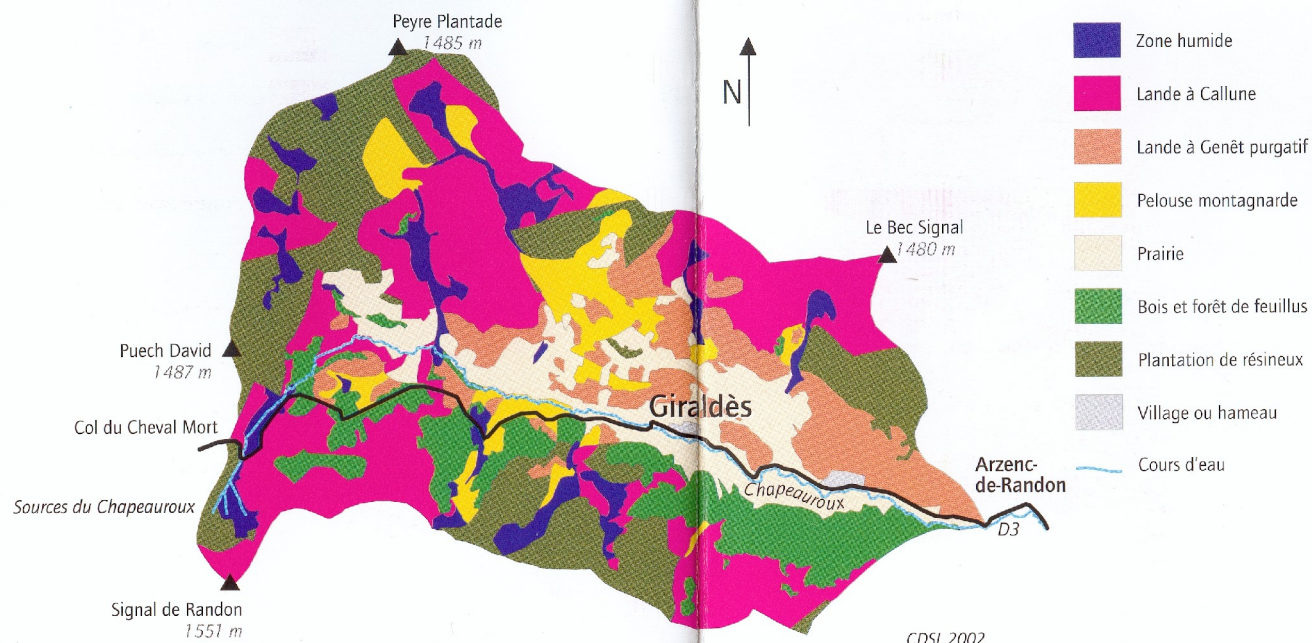 Peyre Plantade
1485 m
N
Le Bec Signal
1480 m
Puech David
1487 m
Col du Cheval Mort
Giraldès
Sources du Chapeauroux
Chapeauroux
Arzenc-
de-Randon
D3
Signal de Randon
1551 m
CDSL 2002
Zone humide
Lande à Callune
Lande à Genêt purgatif
Pelouse montagnarde
Prairie
Bois et forêt de feuillus
Plantation de résineux
Village ou hameau
Cours d'eau